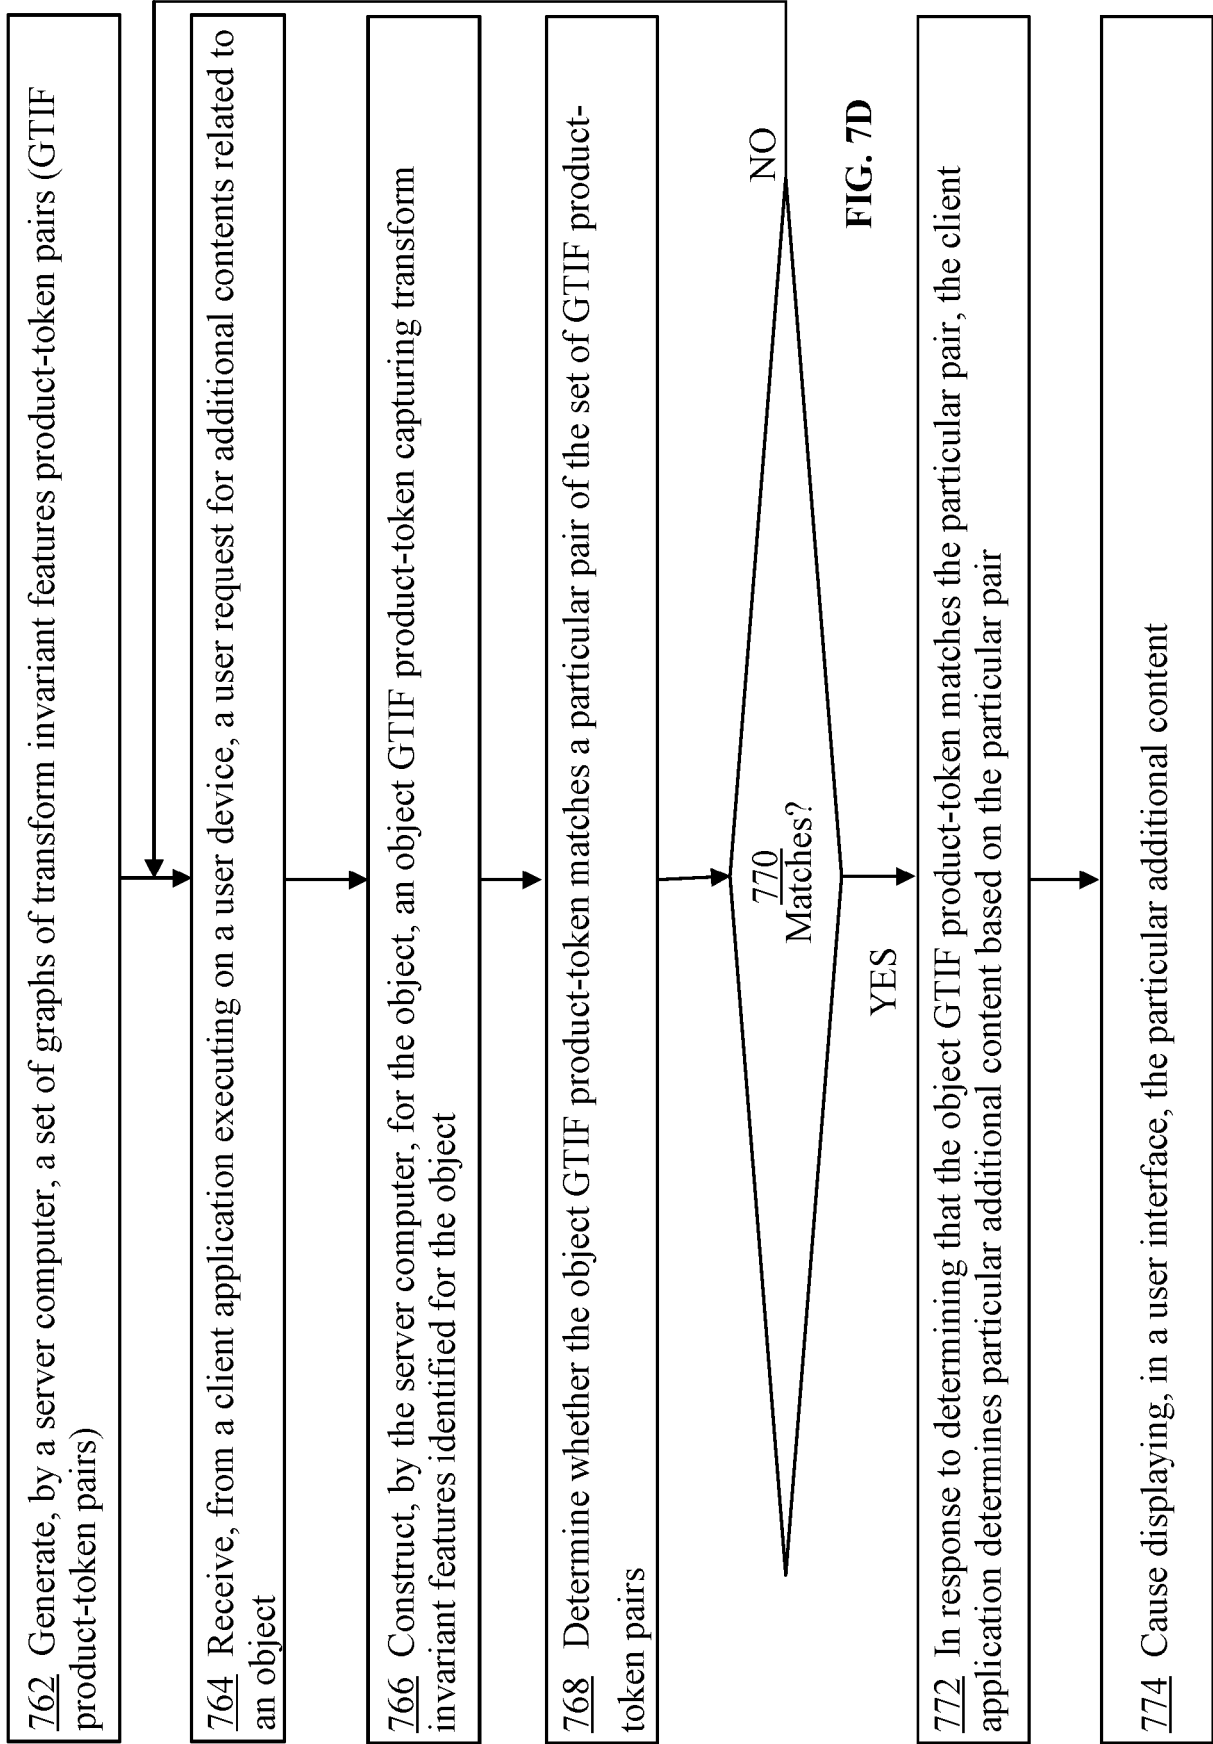 762 Generate, by a server computer, a set of graphs of transform invariant features product-token pairs (GTIF
product-token pairs)
764 Receive, from a client application executing on a user device, a user request for additional contents related to
an object
766 Construct, by the server computer, for the object, an object GTIF product-token capturing transform
invariant features identified for the object
768 Determine whether the object GTIF product-token matches a particular pair of the set of GTIF product-
token pairs
770
Matches?
NO
YES
772 In response to determining that the object GTIF product-token matches the particular pair, the client
application determines particular additional content based on the particular pair
774 Cause displaying, in a user interface, the particular additional content
FIG. 7D